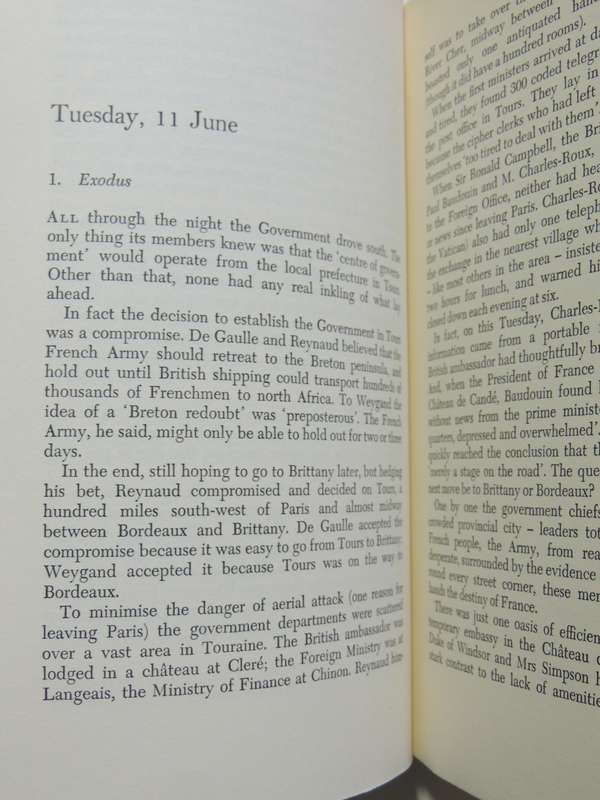 Tuesday, 11 June
1. Exodus
ALL through the night the Government drove south. The
only thing its members knew was that the 'centre of govern-
ment' would operate from the local prefecture in Tours.
Other than that, none had any real inkling of what lay
ahead.
In fact the decision to establish the Government in Tours
was a compromise. De Gaulle and Reynaud believed that the
French Army should retreat to the Breton peninsula, and
hold out until British shipping could transport hundreds of
thousands of Frenchmen to north Africa. To Weygand the
idea of a 'Breton redoubt' was 'preposterous'. The French
Army, he said, might only be able to hold out for two or three
days.
In the end, still hoping to go to Brittany later, but hedging
his bet, Reynaud compromised and decided on Tours, a
hundred miles south-west of Paris and almost midway
between Bordeaux and Brittany. De Gaulle accepted the
compromise because it was easy to go from Tours to Brittany;
Weygand accepted it because Tours was on the way to
Bordeaux.
To minimise the danger of aerial attack (one reason for
leaving Paris) the government departments were scattered
over a vast area in Touraine. The British ambassador was
lodged in a château at Cleré; the Foreign Ministry was at
Langeais, the Ministry of Finance at Chinon. Reynaud him-
self was to take over
River Cher, midway between
boasted only one antiquated
(though it did have a hundred rooms).
When the first ministers arrived at
and tired, they found 300 coded
the post office in Tours. They lay in
because the cipher clerks who had left
themselves 'too tired to deal with them'.
When Sir Ronald Campbell, the
Paul Baudouin and M. Charles-Roux,
to the Foreign Office, neither had
or news since leaving Paris.
the Vatican) also had only one
the exchange in the nearest village
– like most others in the area –
two hours for lunch, and warned his
closed down each evening at six.
In fact, on this Tuesday,
information came from a portable
British ambassador had thoughtfully
had, when the President of France
Château de Candé, Baudouin found
without news from the prime
quarters, depressed and overwhelmed'.
quickly reached the conclusion that
'merely a stage on the road'. The
ment move be to Brittany or Bordeaux?
One by one the government chiefs
crowded provincial city – leaders
French people, the Army, from
desperate, surrounded by the evidence
round every street corner, these
hands the destiny of France.
There was just one oasis of
temporary embassy in the Château
Duke of Windsor and Mrs Simpson
stark contrast to the lack of